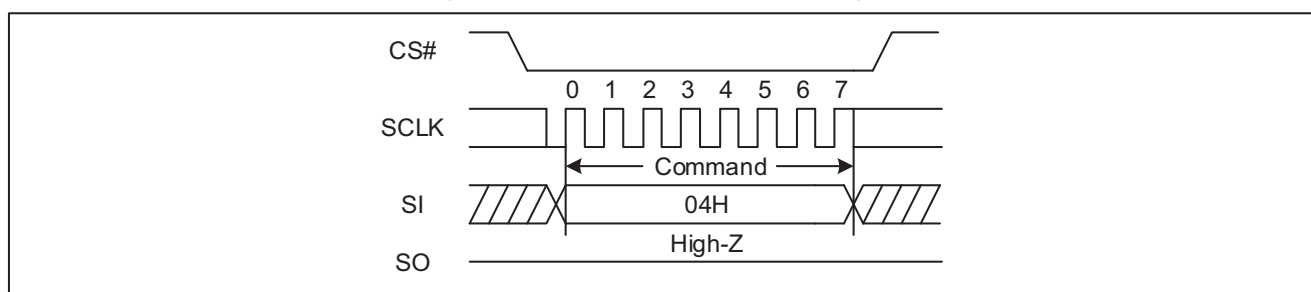 CS#
0 1 2 3 4 5 6 7
SCLK
Command
SI
04H
High-Z
SO